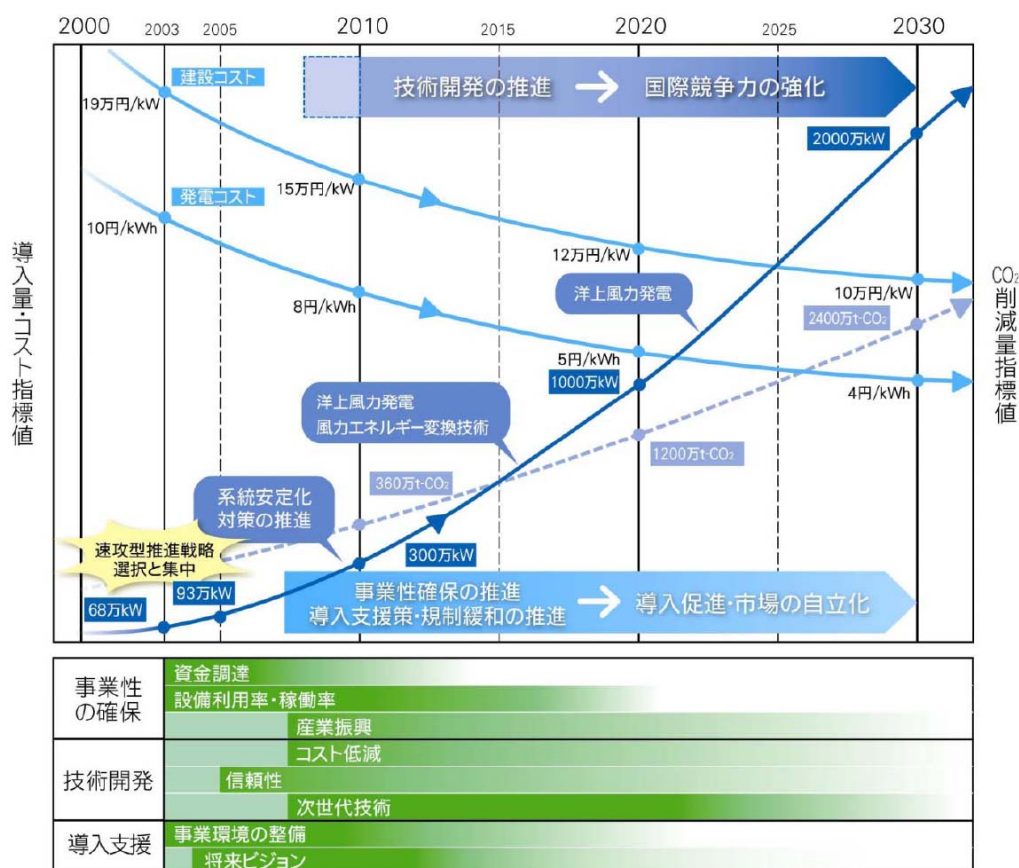 2000
2003
2005
2010
2015
2020
2025
2030
建設コスト
19万円/kW
技術開発の推進 → 国際競争力の強化
2000万kW
15万円/kW
発電コスト
10円/kWh
12万円/kW
10万円/kW
洋上風力発電
8円/kWh
2400万t-CO₂
5円/kWh
1000万kW
4円/kWh
導入量・コスト指標値
CO₂削減量指標値
洋上風力発電
風力エネルギー変換技術
1200万t-CO₂
360万t-CO₂
系統安定化
対策の推進
速攻型推進戦略
選択と集中
300万kW
93万kW
68万kW
事業性確保の推進
導入支援策・規制緩和の推進 → 導入促進・市場の自立化
事業性
の確保
資金調達
設備利用率・稼働率
産業振興
技術開発
コスト低減
信頼性
次世代技術
導入支援
事業環境の整備
将来ビジョン